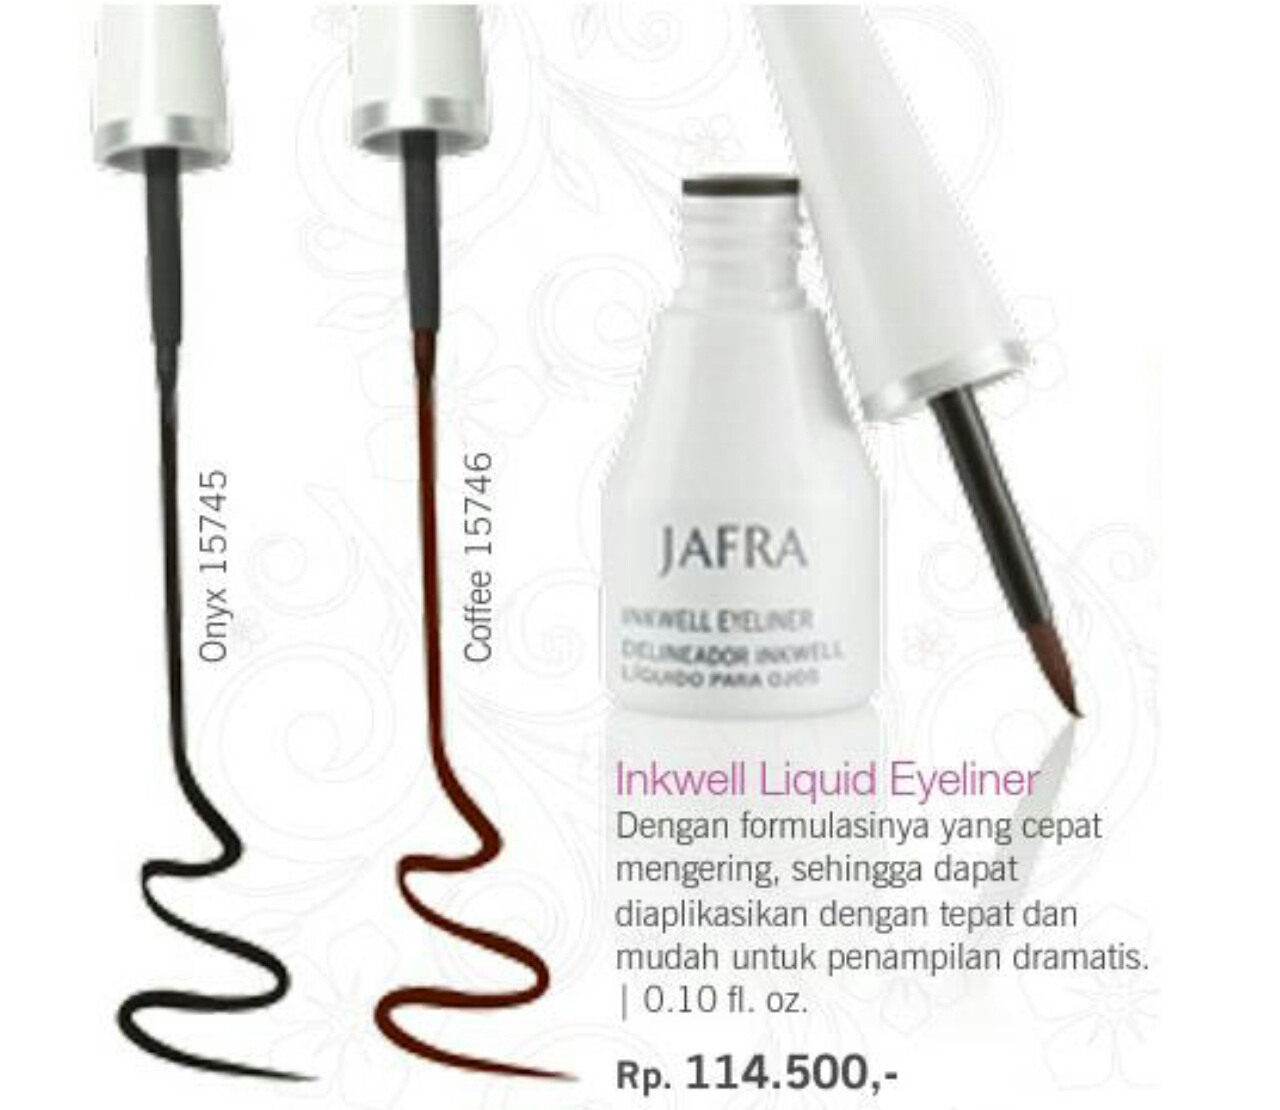 Onyx 15745
Coffee 15746
JAFRA
INKWELL EYELINER
DELINEADOR INKWELL
LÍQUIDO PARA OJOS
Inkwell Liquid Eyeliner
Dengan formulasinya yang cepat
mengering, sehingga dapat
diaplikasikan dengan tepat dan
mudah untuk penampilan dramatis.
| 0.10 fl. oz.
Rp. 114.500,-